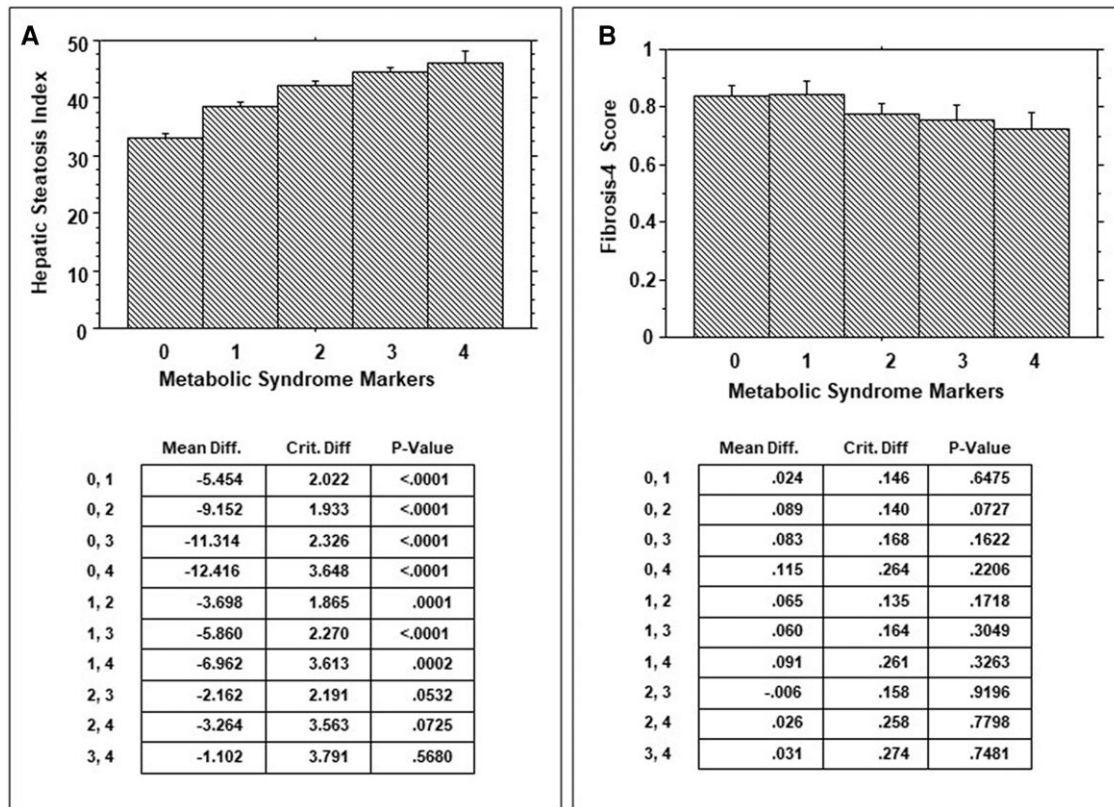 A
Hepatic Steatosis Index
50
40
30
20
10
0
0 1 2 3 4
Metabolic Syndrome Markers
Mean Diff. Crit. Diff P-Value
0, 1 -5.454 2.022 <.0001
0, 2 -9.152 1.933 <.0001
0, 3 -11.314 2.326 <.0001
0, 4 -12.416 3.648 <.0001
1, 2 -3.698 1.865 .0001
1, 3 -5.860 2.270 <.0001
1, 4 -6.962 3.613 .0002
2, 3 -2.162 2.191 .0532
2, 4 -3.264 3.563 .0725
3, 4 -1.102 3.791 .5680
B
Fibrosis-4 Score
1
0.8
0.6
0.4
0.2
0
0 1 2 3 4
Metabolic Syndrome Markers
Mean Diff. Crit. Diff P-Value
0, 1 .024 .146 .6475
0, 2 .089 .140 .0727
0, 3 .083 .168 .1622
0, 4 .115 .264 .2206
1, 2 .065 .135 .1718
1, 3 .060 .164 .3049
1, 4 .091 .261 .3263
2, 3 -.006 .158 .9196
2, 4 .026 .258 .7798
3, 4 .031 .274 .7481